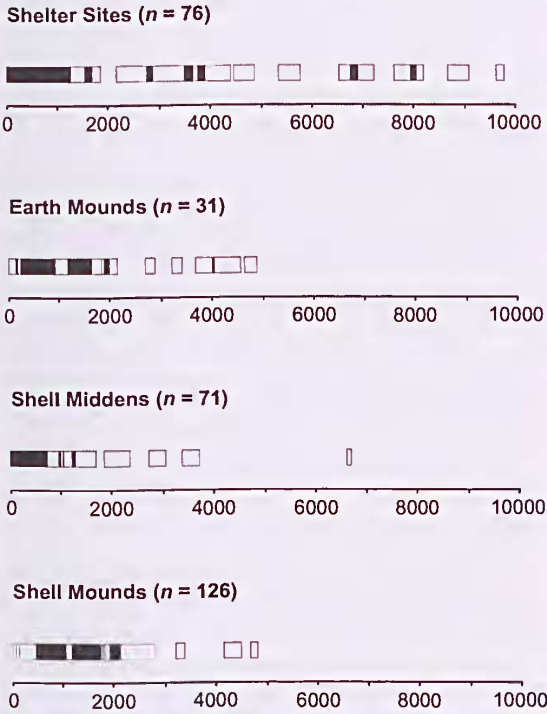 Shelter Sites (n = 76)
0 2000 4000 6000 8000 10000
Earth Mounds (n = 31)
0 2000 4000 6000 8000 10000
Shell Middens (n = 71)
0 2000 4000 6000 8000 10000
Shell Mounds (n = 126)
0 2000 4000 6000 8000 10000